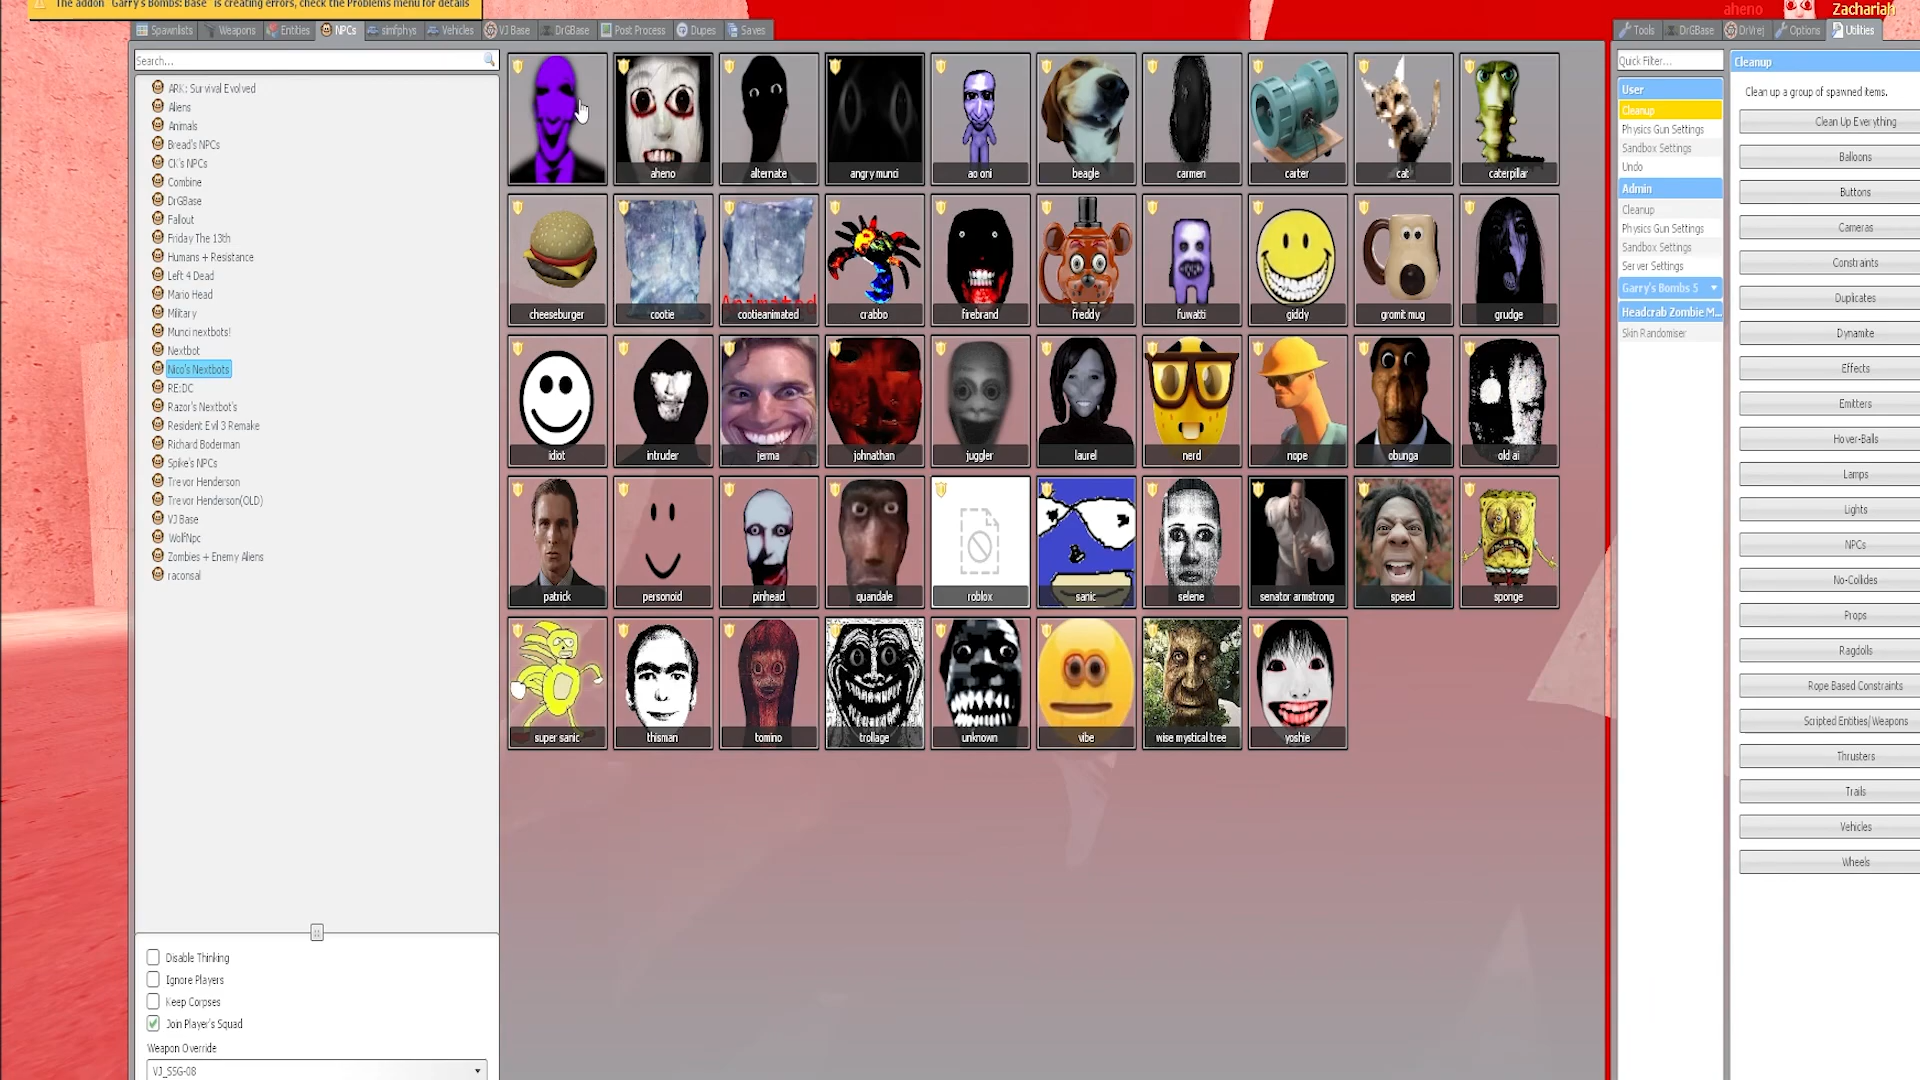 The addon "Garry's Bombs: Base" is creating errors, check the Problems menu for details
aheno
Zachariah
Spawnlists Weapons Entities NPCs simfphys Vehicles VJ Base DrGBase Post Process Dupes Saves
Tools DrGBase DrVrej Options Utilities
Search...
ARK: Survival Evolved
Aliens
Animals
Bread's NPCs
CK's NPCs
Combine
DrGBase
Fallout
Friday The 13th
Humans + Resistance
Left 4 Dead
Mario Head
Military
Munci nextbots!
Nextbot
Nico's Nextbots
RE:DC
Razor's Nextbot's
Resident Evil 3 Remake
Richard Boderman
Spike's NPCs
Trevor Henderson
Trevor Henderson(OLD)
VJ Base
WolfNpc
Zombies + Enemy Aliens
raconsal
Disable Thinking
Ignore Players
Keep Corpses
Join Player's Squad
Weapon Override
VJ_SSG-08
aheno alternate angry munci ao oni beagle carmen carter cat caterpillar
Animated
cheeseburger cootie cootieanimated crabbo firebrand freddy fuwatti giddy gromit mug grudge
idiot intruder jerma johnathan juggler laurel nerd nope obunga old ai
patrick personoid pinhead quandale roblox sanic selene senator armstrong speed sponge
super sanic thisman tomino trollage unknown vibe wise mystical tree yoshie
Quick Filter...
User
Cleanup
Physics Gun Settings
Sandbox Settings
Undo
Admin
Cleanup
Physics Gun Settings
Sandbox Settings
Server Settings
Garry's Bombs 5
Headcrab Zombie M...
Skin Randomiser
Cleanup
Clean up a group of spawned items.
Clean Up Everything
Balloons
Buttons
Cameras
Constraints
Duplicates
Dynamite
Effects
Emitters
Hover-Balls
Lamps
Lights
NPCs
No-Collides
Props
Ragdolls
Rope Based Constraints
Scripted Entities/Weapons
Thrusters
Trails
Vehicles
Wheels